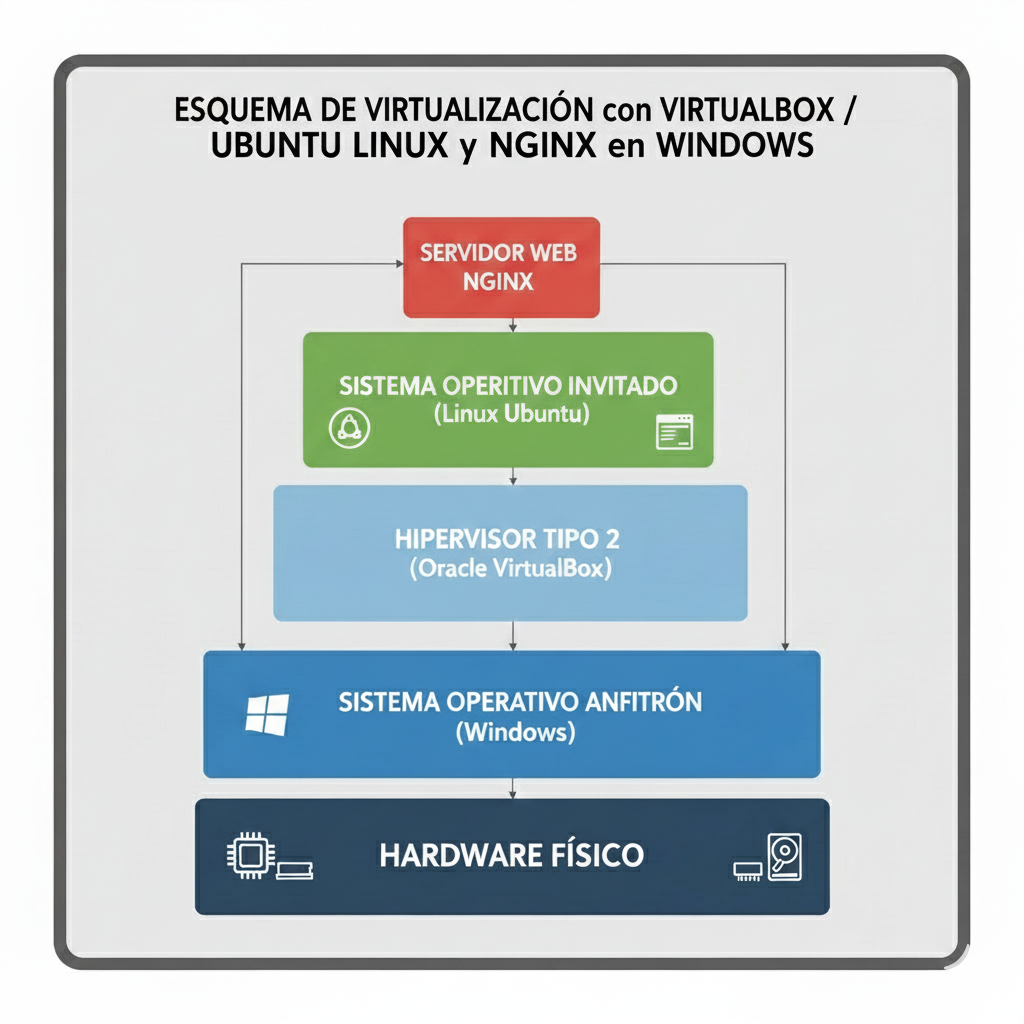 ESQUEMA DE VIRTUALIZACIÓN con VIRTUALBOX /
UBUNTU LINUX y NGINX en WINDOWS
SERVIDOR WEB
NGINX
SISTEMA OPERITIVO INVITADO
(Linux Ubuntu)
HIPERVISOR TIPO 2
(Oracle VirtualBox)
SISTEMA OPERATIVO ANFITRÓN
(Windows)
HARDWARE FÍSICO